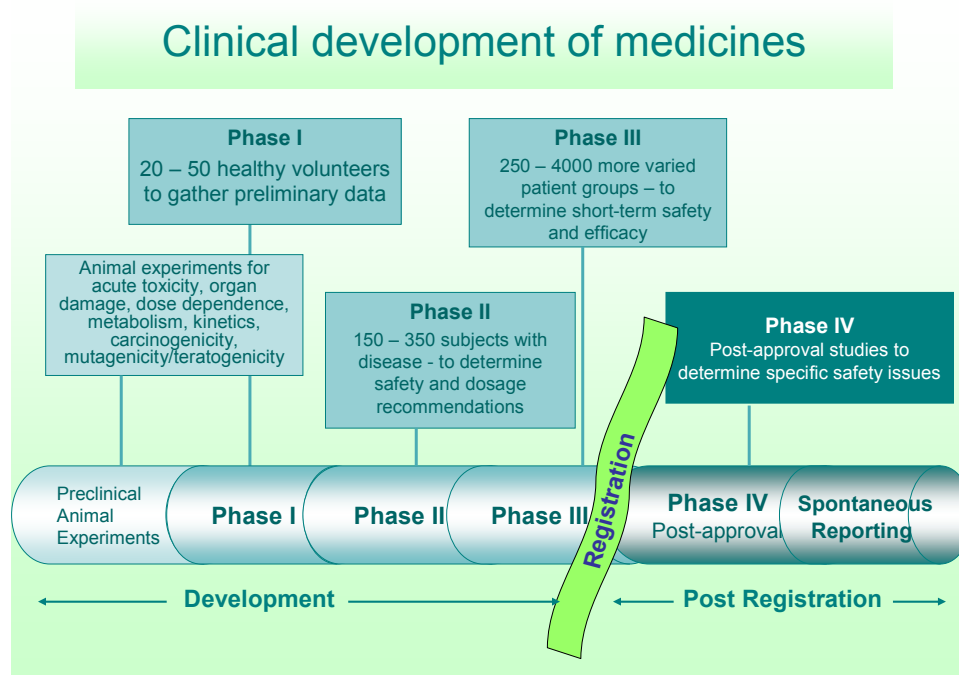 Clinical development of medicines
Phase I
20 – 50 healthy volunteers
to gather preliminary data
Phase III
250 – 4000 more varied
patient groups – to
determine short-term safety
and efficacy
Animal experiments for
acute toxicity, organ
damage, dose dependence,
metabolism, kinetics,
carcinogenicity,
mutagenicity/teratogenicity
Phase II
150 – 350 subjects with
disease - to determine
safety and dosage
recommendations
Phase IV
Post-approval studies to
determine specific safety issues
Preclinical
Animal
Experiments
Phase I
Phase II
Phase III
Registration
Phase IV
Post-approval
Spontaneous
Reporting
Development
Post Registration